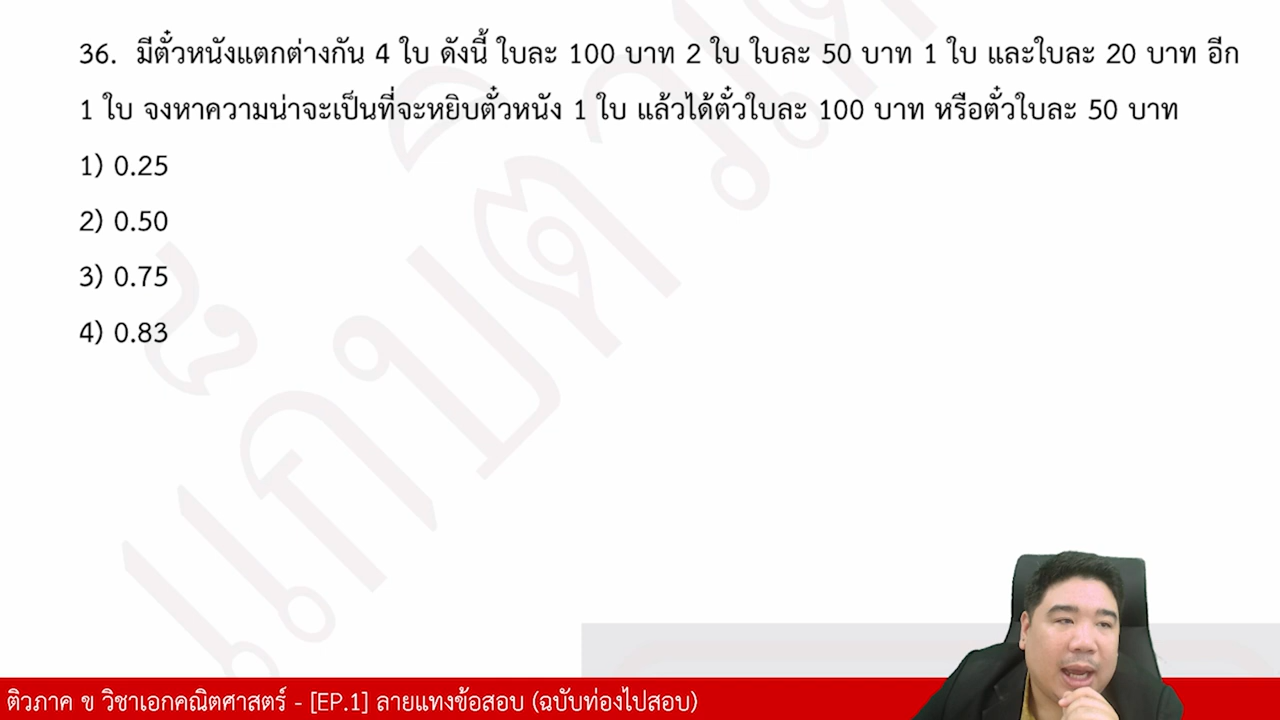 36. มีตั๋วหนังแตกต่างกัน 4 ใบ ดังนี้ ใบละ 100 บาท 2 ใบ ใบละ 50 บาท 1 ใบ และใบละ 20 บาท อีก
1 ใบ จงหาความน่าจะเป็นที่จะหยิบตั๋วหนัง 1 ใบ แล้วได้ตั๋วใบละ 100 บาท หรือตั๋วใบละ 50 บาท
1) 0.25
2) 0.50
3) 0.75
4) 0.83
ติวภาค ข วิชาเอกคณิตศาสตร์ - [EP.1] ลายแทงข้อสอบ (ฉบับท่องไปสอบ)